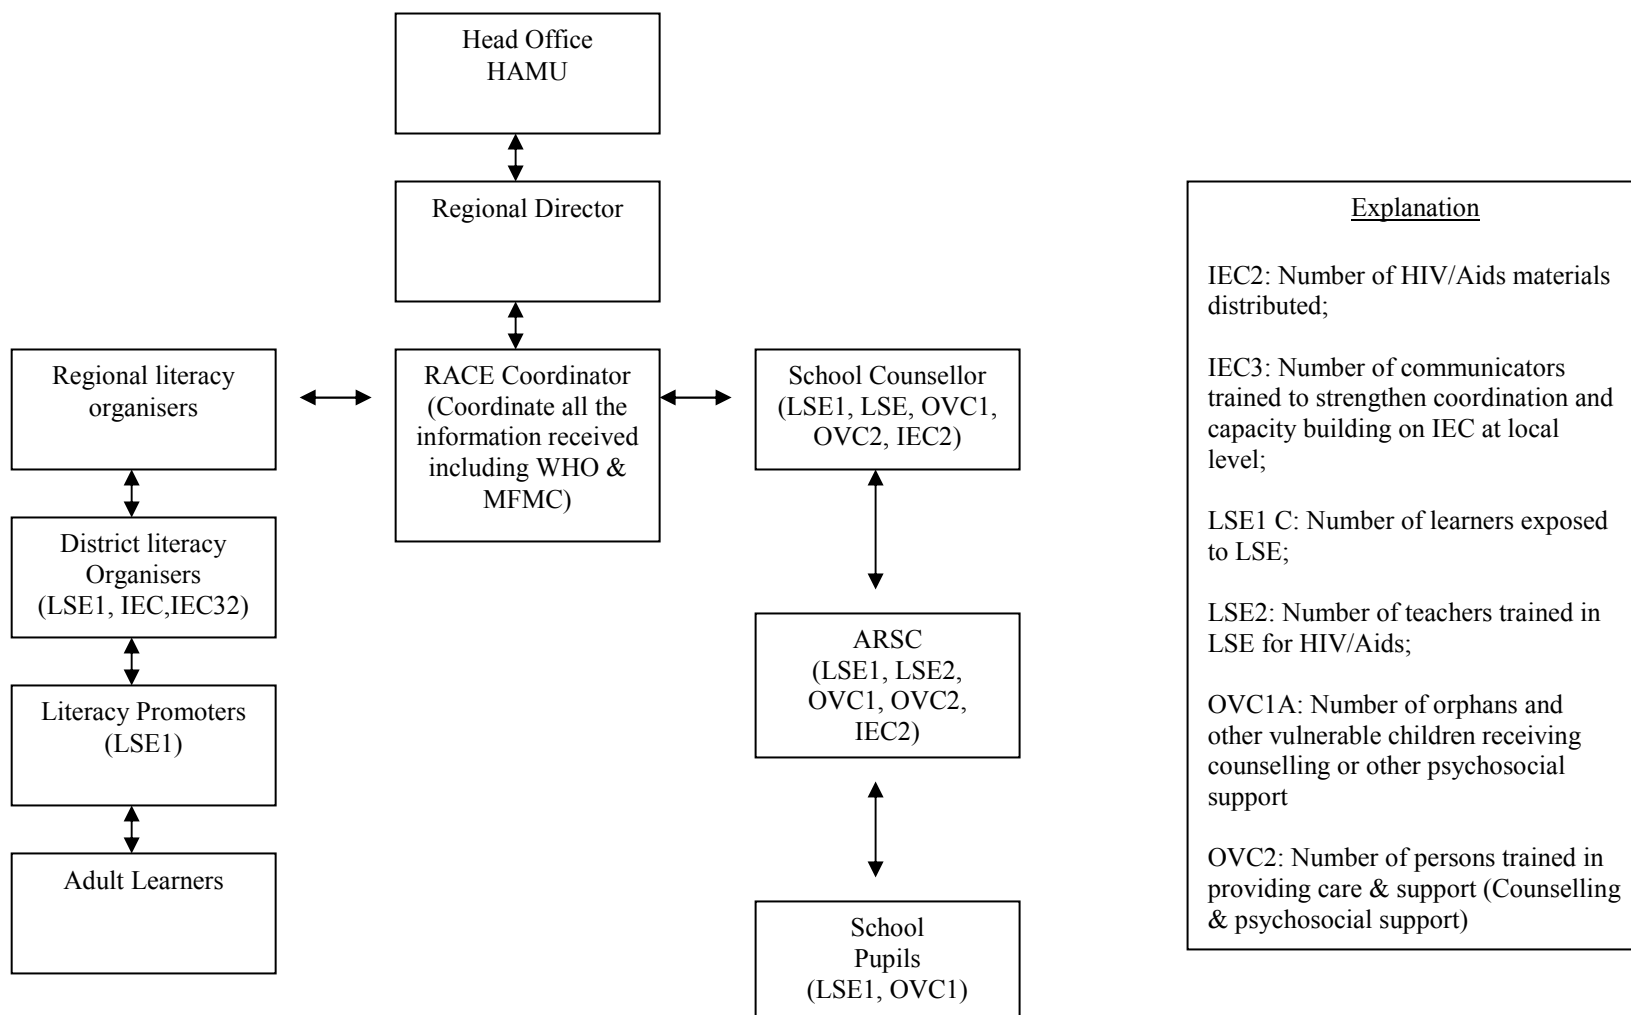 Head Office
HAMU
Regional Director
Regional literacy
organisers
RACE Coordinator
(Coordinate all the
information received
including WHO &
MFMC)
School Counsellor
(LSE1, LSE, OVC1,
OVC2, IEC2)
District literacy
Organisers
(LSE1, IEC,IEC32)
ARSC
(LSE1, LSE2,
OVC1, OVC2,
IEC2)
Literacy Promoters
(LSE1)
Adult Learners
School
Pupils
(LSE1, OVC1)
Explanation
IEC2: Number of HIV/Aids materials
distributed;
IEC3: Number of communicators
trained to strengthen coordination and
capacity building on IEC at local
level;
LSE1 C: Number of learners exposed
to LSE;
LSE2: Number of teachers trained in
LSE for HIV/Aids;
OVC1A: Number of orphans and
other vulnerable children receiving
counselling or other psychosocial
support
OVC2: Number of persons trained in
providing care & support (Counselling
& psychosocial support)